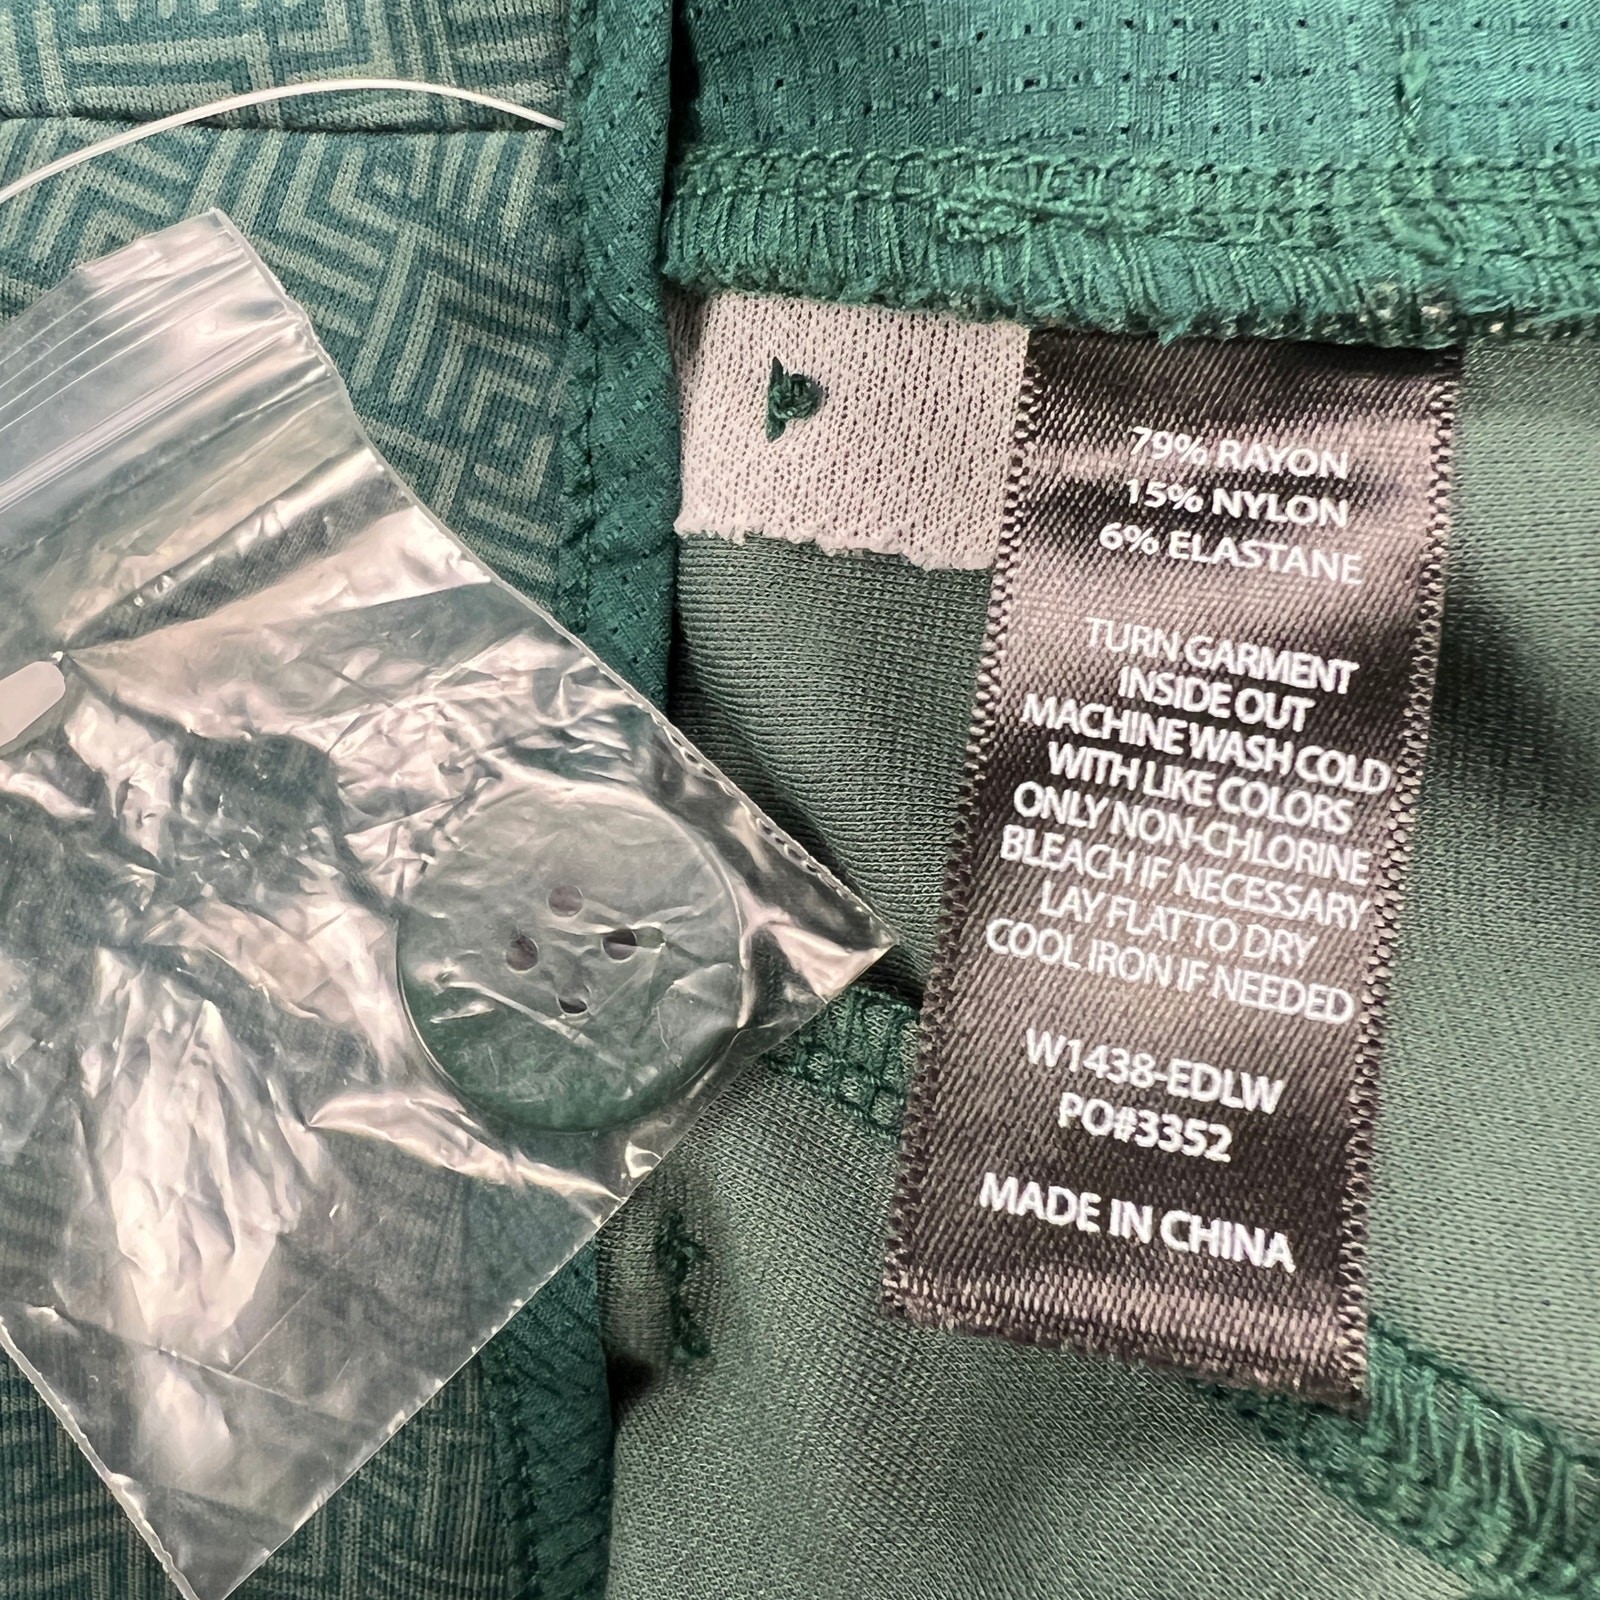 79% RAYON
15% NYLON
6% ELASTANE
TURN GARMENT
INSIDE OUT
MACHINE WASH COLD
WITH LIKE COLORS
ONLY NON-CHLORINE
BLEACH IF NECESSARY
LAY FLAT TO DRY
COOL IRON IF NEEDED
W1438-EDLW
PO#3352
MADE IN CHINA